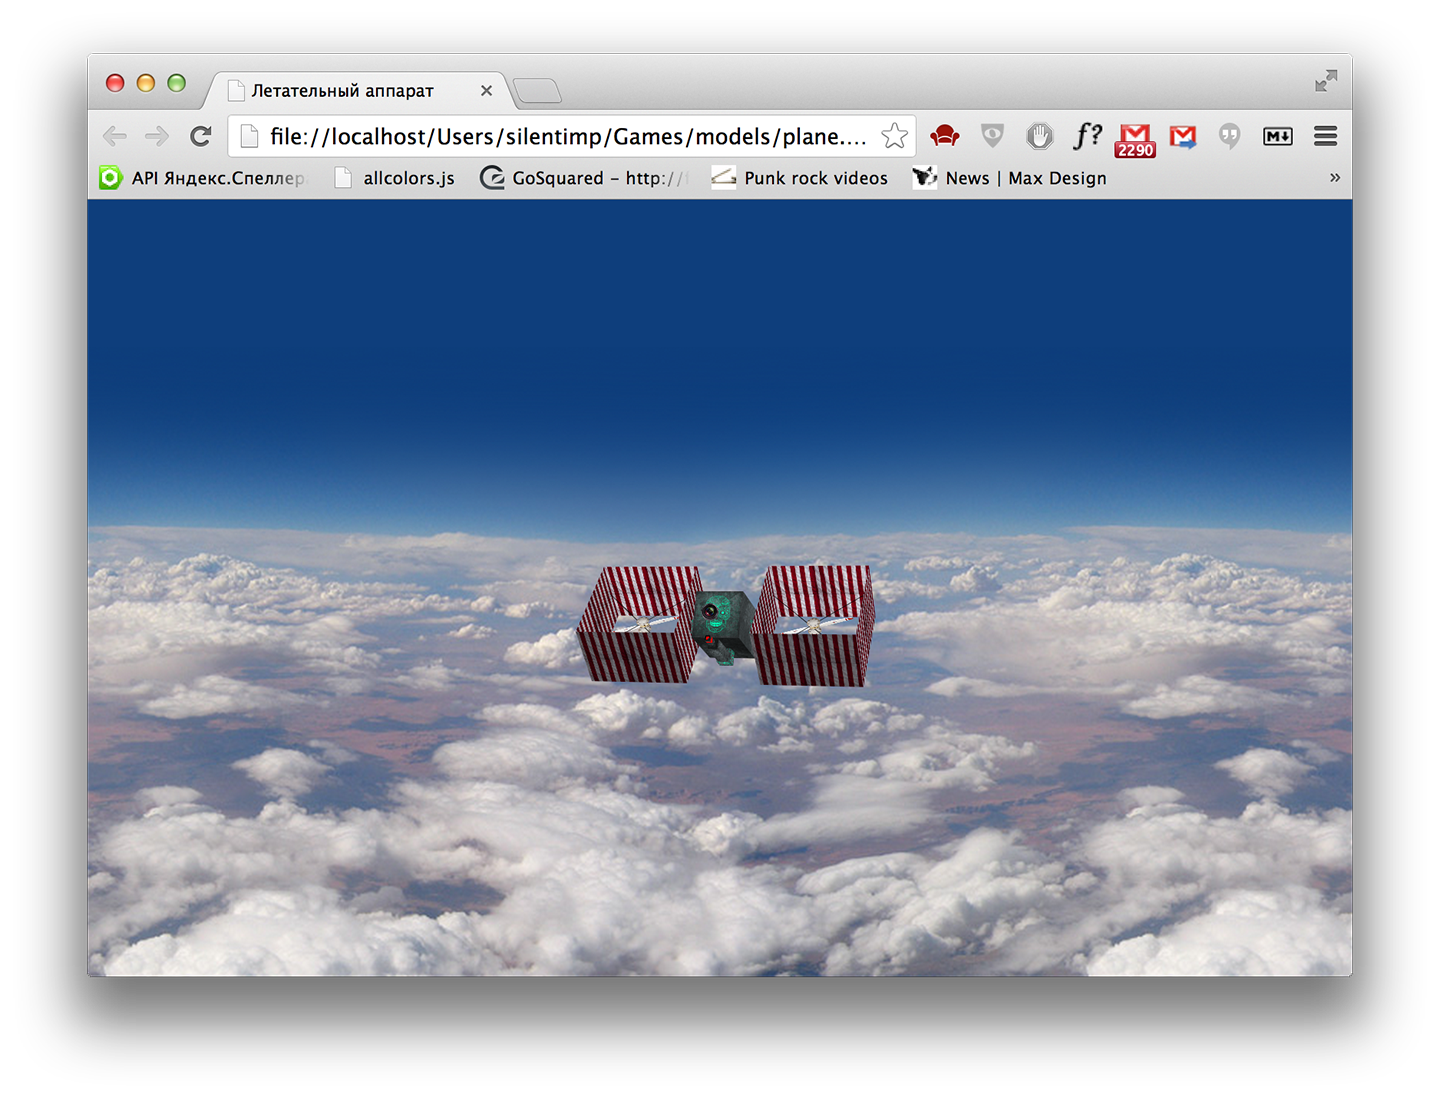 Летательный аппарат
file://localhost/Users/silentimp/Games/models/plane.... f? 2290 M
API Яндекс.Спеллер allcolors.js GoSquared – http:// Punk rock videos News | Max Design »